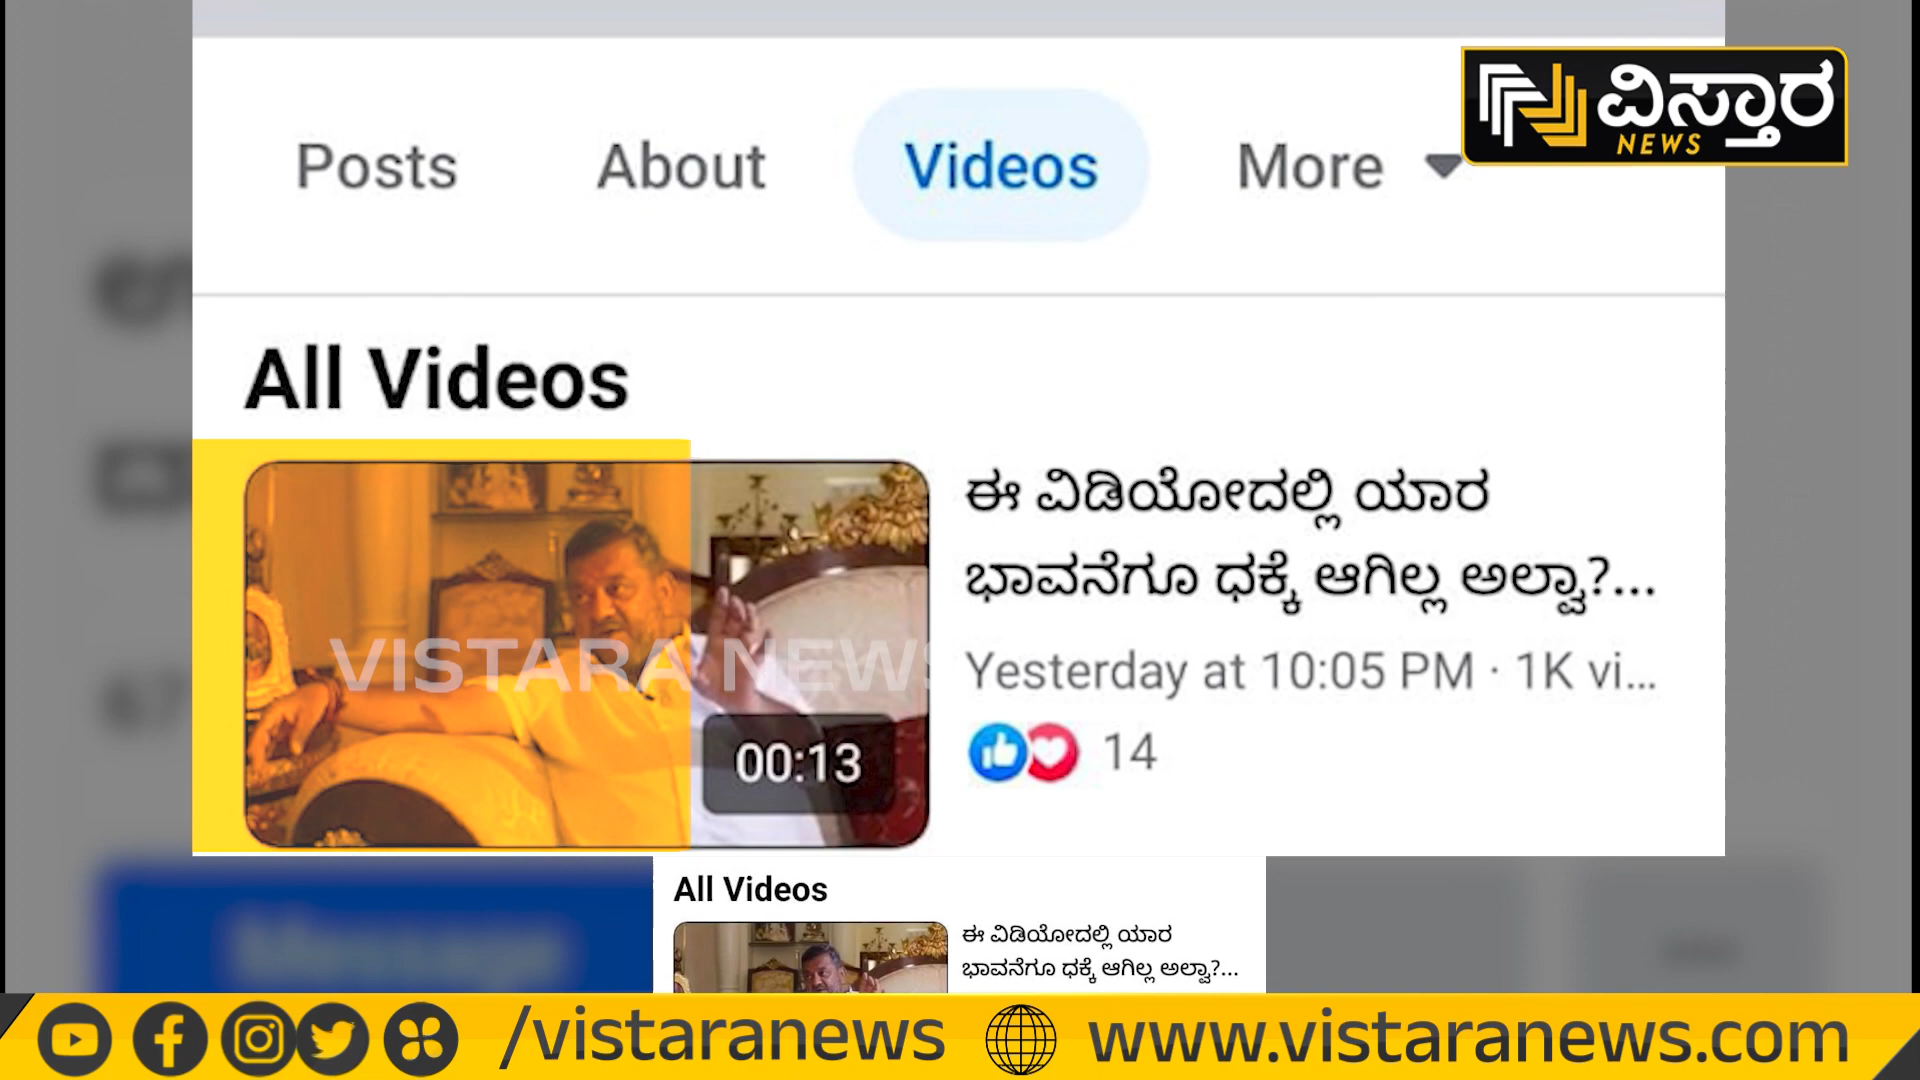 Posts About Videos More
ವಿಸ್ತಾರ
NEWS
All Videos
ಈ ವಿಡಿಯೋದಲ್ಲಿ ಯಾರ
ಭಾವನೆಗೂ ಧಕ್ಕೆ ಆಗಿಲ್ಲ ಅಲ್ವಾ?...
Yesterday at 10:05 PM · 1K vi...
14
VISTARA NEWS
00:13
All Videos
ಈ ವಿಡಿಯೋದಲ್ಲಿ ಯಾರ
ಭಾವನೆಗೂ ಧಕ್ಕೆ ಆಗಿಲ್ಲ ಅಲ್ವಾ?...
/vistaranews www.vistaranews.com